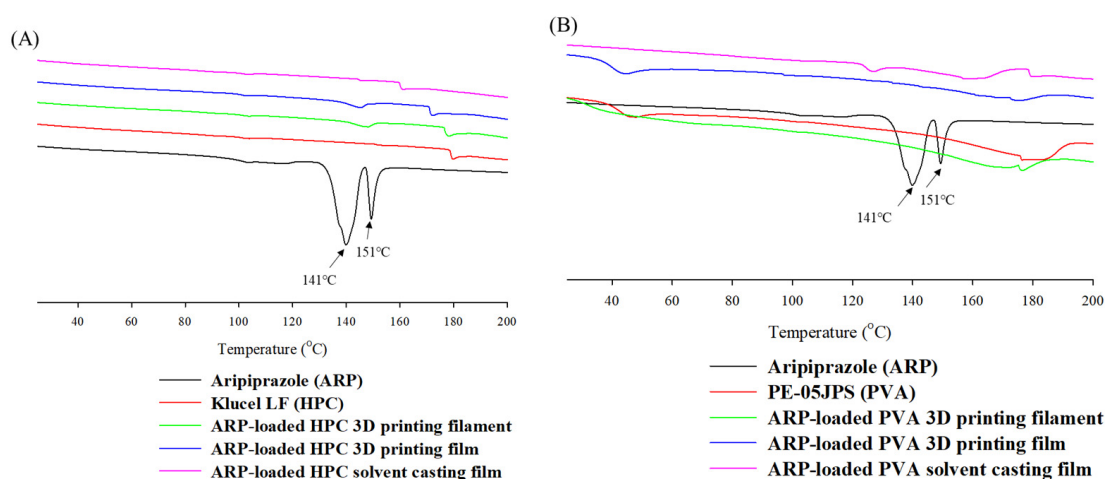 (A)
141℃
151℃
40 60 80 100 120 140 160 180 200
Temperature (°C)
Aripiprazole (ARP)
Klucel LF (HPC)
ARP-loaded HPC 3D printing filament
ARP-loaded HPC 3D printing film
ARP-loaded HPC solvent casting film
(B)
141℃
151℃
40 60 80 100 120 140 160 180 200
Temperature (°C)
Aripiprazole (ARP)
PE-05JPS (PVA)
ARP-loaded PVA 3D printing filament
ARP-loaded PVA 3D printing film
ARP-loaded PVA solvent casting film